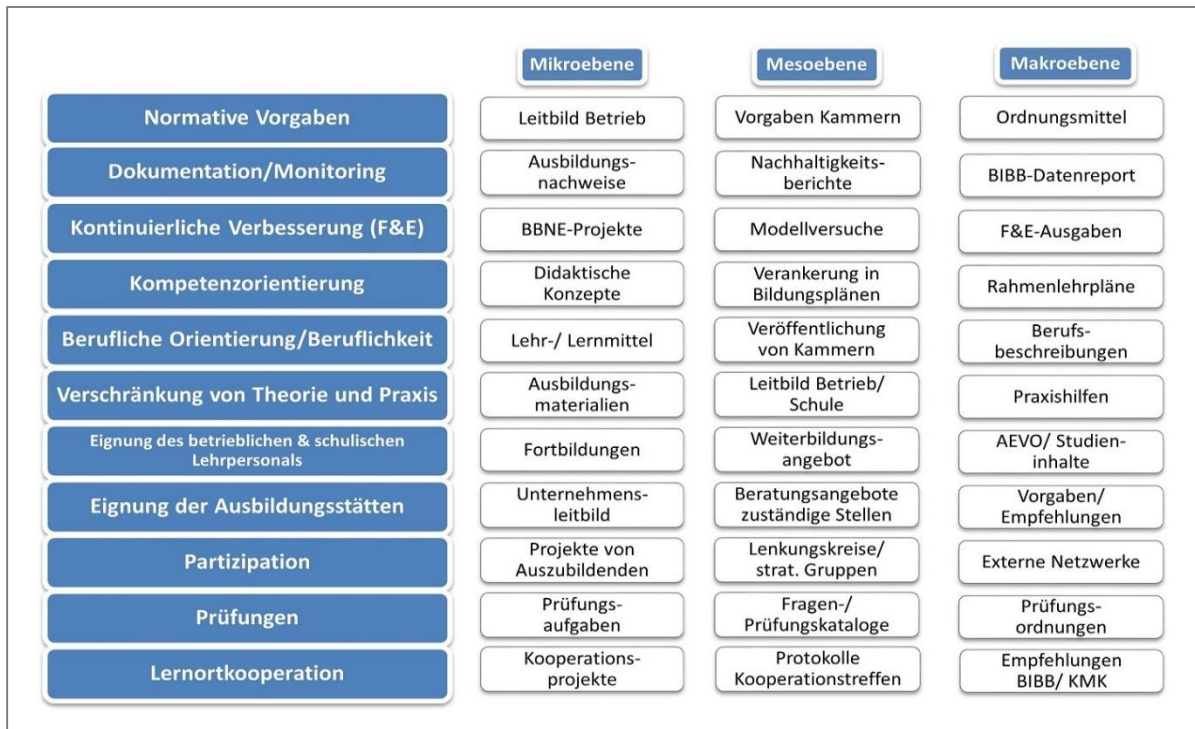 Mikroebene Mesoebene Makroebene
Normative Vorgaben Leitbild Betrieb Vorgaben Kammern Ordnungsmittel
Dokumentation/Monitoring
Ausbildungs-
nachweise
Nachhaltigkeits-
berichte
BIBB-Datenreport
Kontinuierliche Verbesserung (F&E) BBNE-Projekte Modellversuche F&E-Ausgaben
Kompetenzorientierung
Didaktische
Konzepte
Verankerung in
Bildungsplänen
Rahmenlehrpläne
Berufliche Orientierung/Beruflichkeit
Lehr-/ Lernmittel
Veröffentlichung
von Kammern
Berufs-
beschreibungen
Verschränkung von Theorie und Praxis
Ausbildungs-
materialien
Leitbild Betrieb/
Schule
Praxishilfen
Eignung des betrieblichen & schulischen
Lehrpersonals
Fortbildungen
Weiterbildungs-
angebot
AEVO/ Studien-
inhalte
Eignung der Ausbildungsstätten
Unternehmens-
leitbild
Beratungsangebote
zuständige Stellen
Vorgaben/
Empfehlungen
Partizipation
Projekte von
Auszubildenden
Lenkungskreise/
strat. Gruppen
Externe Netzwerke
Prüfungen
Prüfungs-
aufgaben
Fragen-/
Prüfungskataloge
Prüfungs-
ordnungen
Lernortkooperation
Kooperations-
projekte
Protokolle
Kooperationstreffen
Empfehlungen
BIBB/ KMK